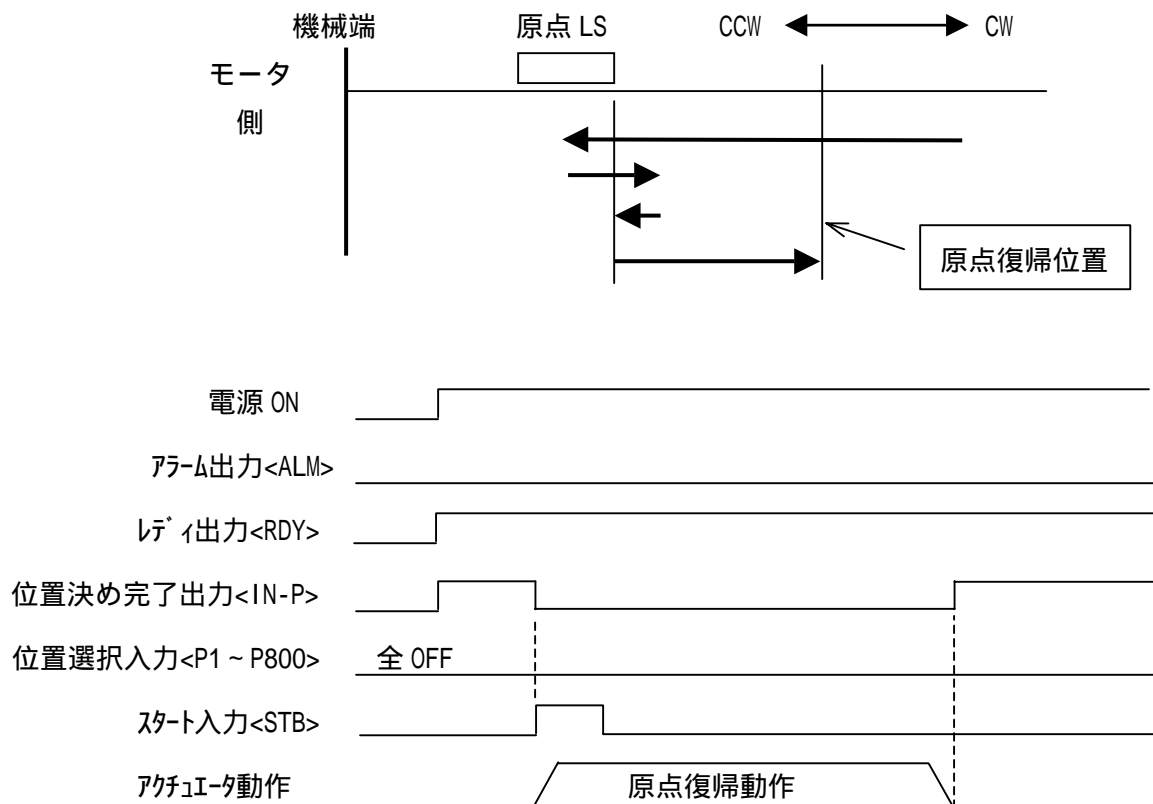 機械端
原点 LS
CCW
CW
モータ
側
原点復帰位置
電源 ON
ｱﾗｰﾑ出力<ALM>
ﾚﾃﾞｨ出力<RDY>
位置決め完了出力<IN-P>
位置選択入力<P1～P800>
全 OFF
ｽﾀｰﾄ入力<STB>
ｱｸﾁｭｴｰﾀ動作
原点復帰動作